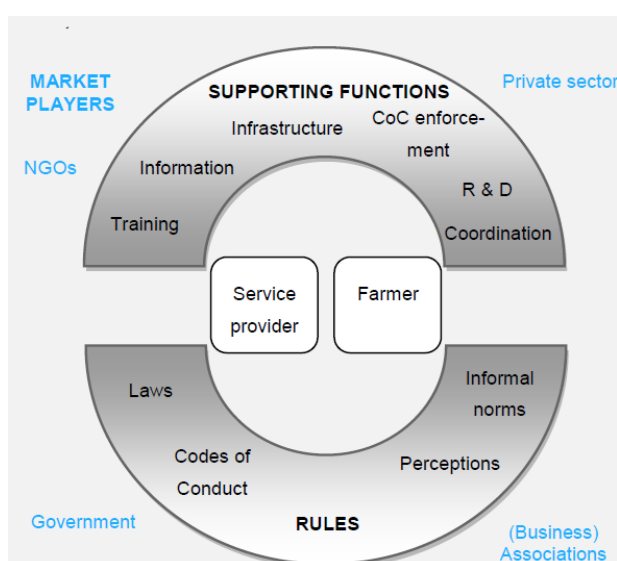 MARKET
PLAYERS
Private sector
SUPPORTING FUNCTIONS
Infrastructure
CoC enforce-
ment
NGOs
Information
R & D
Training
Coordination
Service
provider
Farmer
Laws
Informal
norms
Codes of
Conduct
Perceptions
Government
RULES
(Business)
Associations